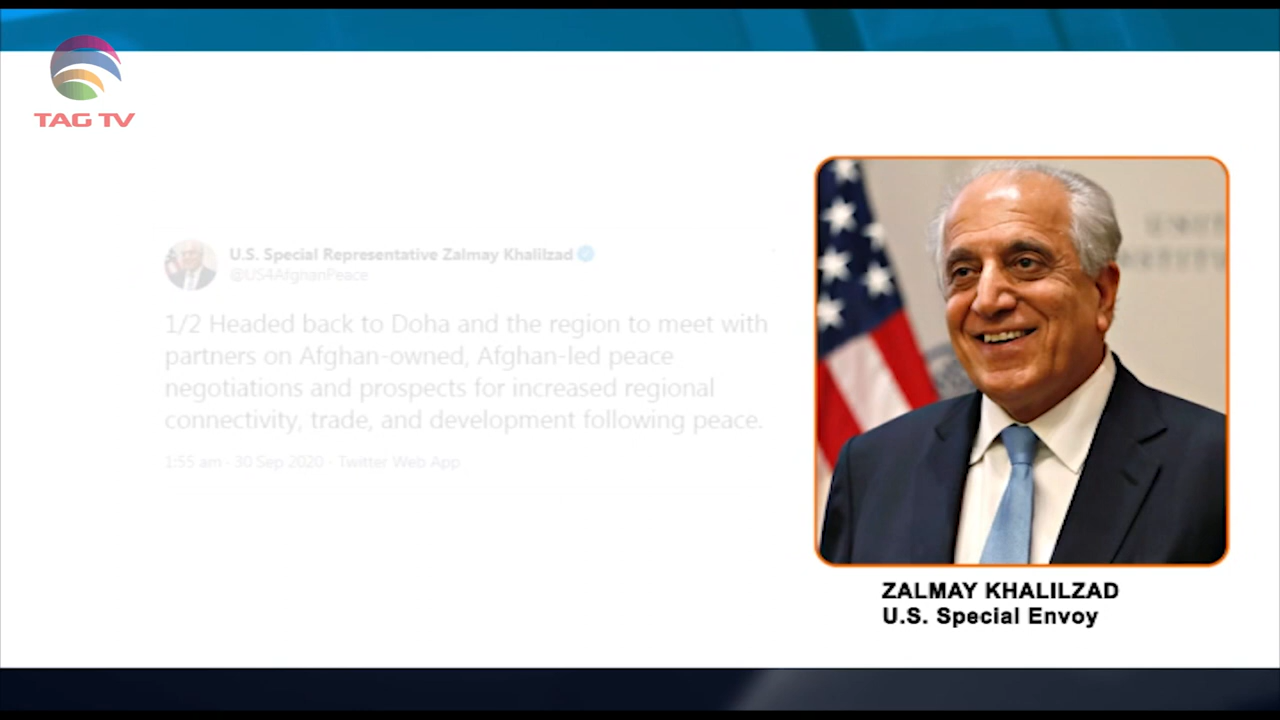 TAG TV
U.S. Special Representative Zalmay Khalilzad
@US4AfghanPeace
1/2 Headed back to Doha and the region to meet with
partners on Afghan-owned, Afghan-led peace
negotiations and prospects for increased regional
connectivity, trade, and development following peace.
1:55 am - 30 Sep 2020 - Twitter Web App
ZALMAY KHALILZAD
U.S. Special Envoy